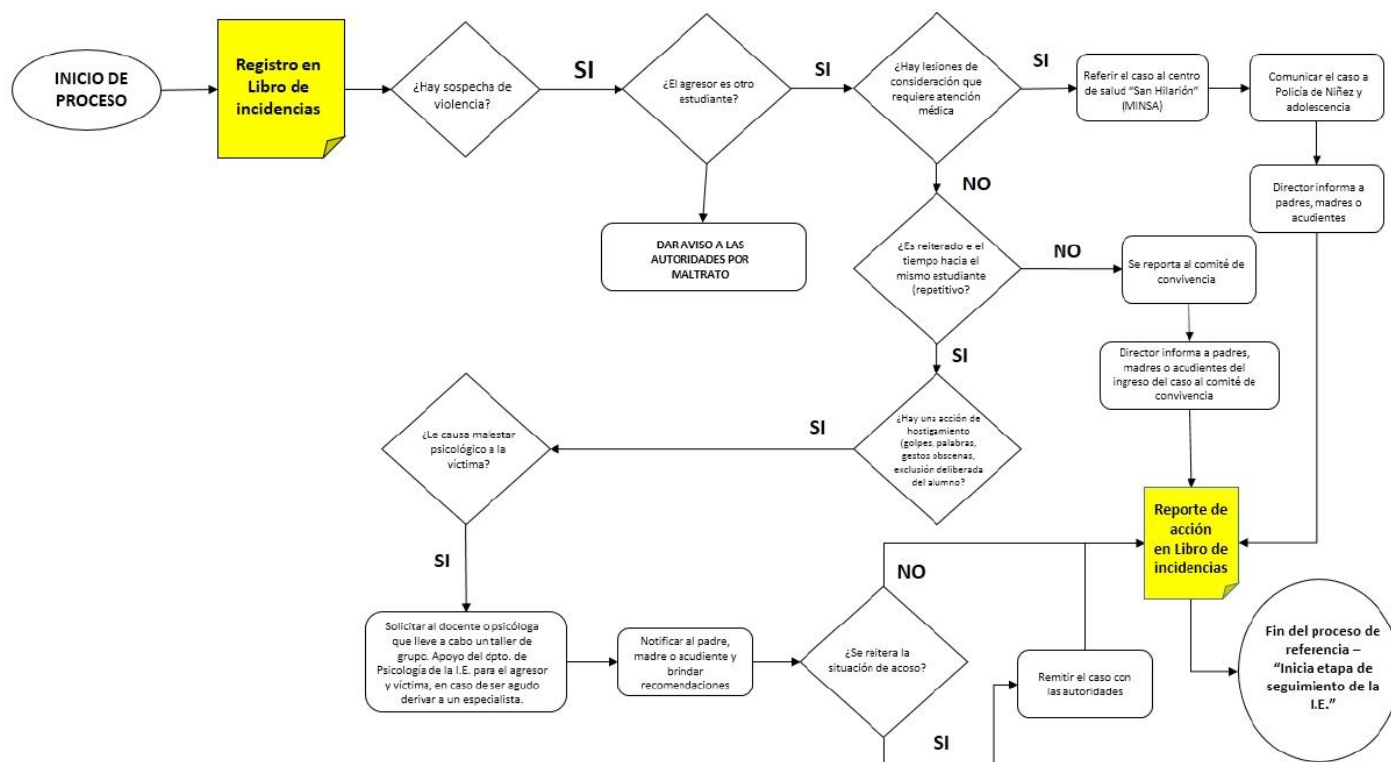 INICIO DE
PROCESO
Registro en
Libro de
incidencias
¿Hay sospecha de
violencia?
SI
¿El agresor es otro
estudiante?
SI
¿Hay lesiones de
consideración que
requiere atención
médica
SI
Referir el caso al centro
de salud "San Hilarión"
(MINSA)
Comunicar el caso a
Policía de Niñez y
adolescencia
Director informa a
padres, madres o
acudientes
NO
DAR AVISO A LAS
AUTORIDADES POR
MALTRATO
¿Es reiterado e el
tiempo hacia el
mismo estudiante
(repetitivo?
NO
Se reporta al comité de
convivencia
Director informa a padres,
madres o acudientes del
ingreso del caso al comité de
convivencia
SI
¿Hay una acción de
hostigamiento
(golpes, palabras,
gestos obscenas,
exclusión deliberada
del alumno?
SI
¿Le causa malestar
psicológico a la
víctima?
SI
Solicitar al docente o psicóloga
que lleve a cabo un taller de
grupo. Apoyo del dpto. de
Psicología de la I.E. para el
agresor y víctima, en caso de ser agudo
derivar a un especialista.
Notificar al padre,
madre o acudiente y
brindar
recomendaciones
¿Se reitera la
situación de acoso?
NO
SI
Remitir el caso con
las autoridades
Reporte de
acción
en Libro de
incidencias
Fin del proceso de
referencia –
"Inicia etapa de
seguimiento de la
I.E."